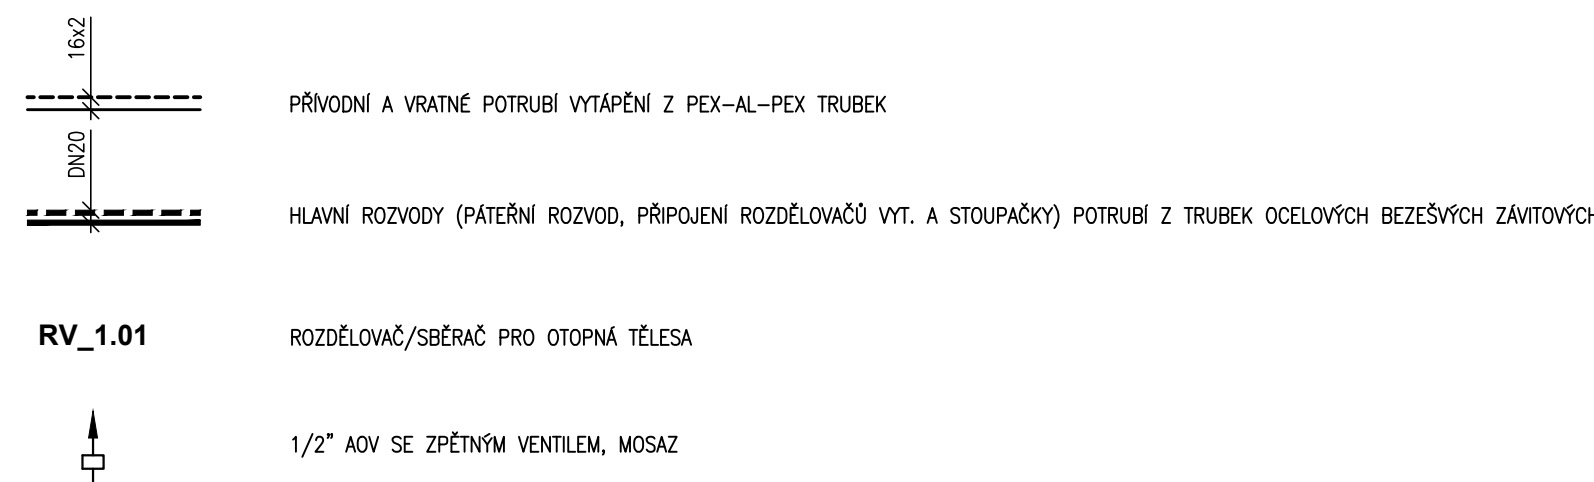 16x2
PŘÍVODNÍ A VRATNÉ POTRUBÍ VYTÁPĚNÍ Z PEX-AL-PEX TRUBEK
DN20
HLAVNÍ ROZVODY (PÁTEŘNÍ ROZVOD, PŘIPOJENÍ ROZDĚLOVAČŮ VYT. A STOUPAČKY) POTRUBÍ Z TRUBEK OCELOVÝCH BEZEŠVÝCH ZÁVITOVÝCH
RV_1.01 ROZDĚLOVAČ/SBĚRAČ PRO OTOPNÁ TĚLESA
1/2" AOV SE ZPĚTNÝM VENTILEM, MOSAZ